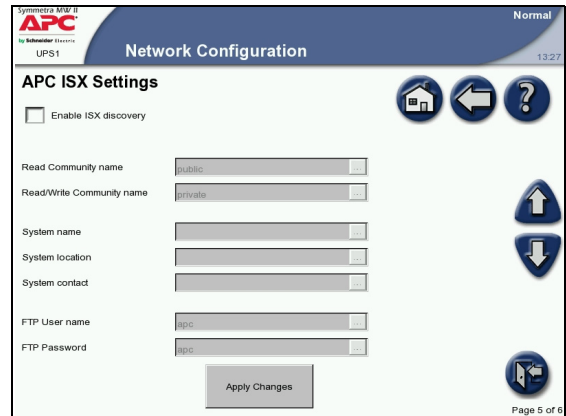 Symmetra MW II
APC
by Schneider Electric
UPS1
Network Configuration
Normal
13:27
APC ISX Settings
?
Enable ISX discovery
Read Community name
public
...
Read/Write Community name
private
...
System name
...
System location
...
System contact
...
FTP User name
apc
...
FTP Password
apc
...
Apply Changes
Page 5 of 6